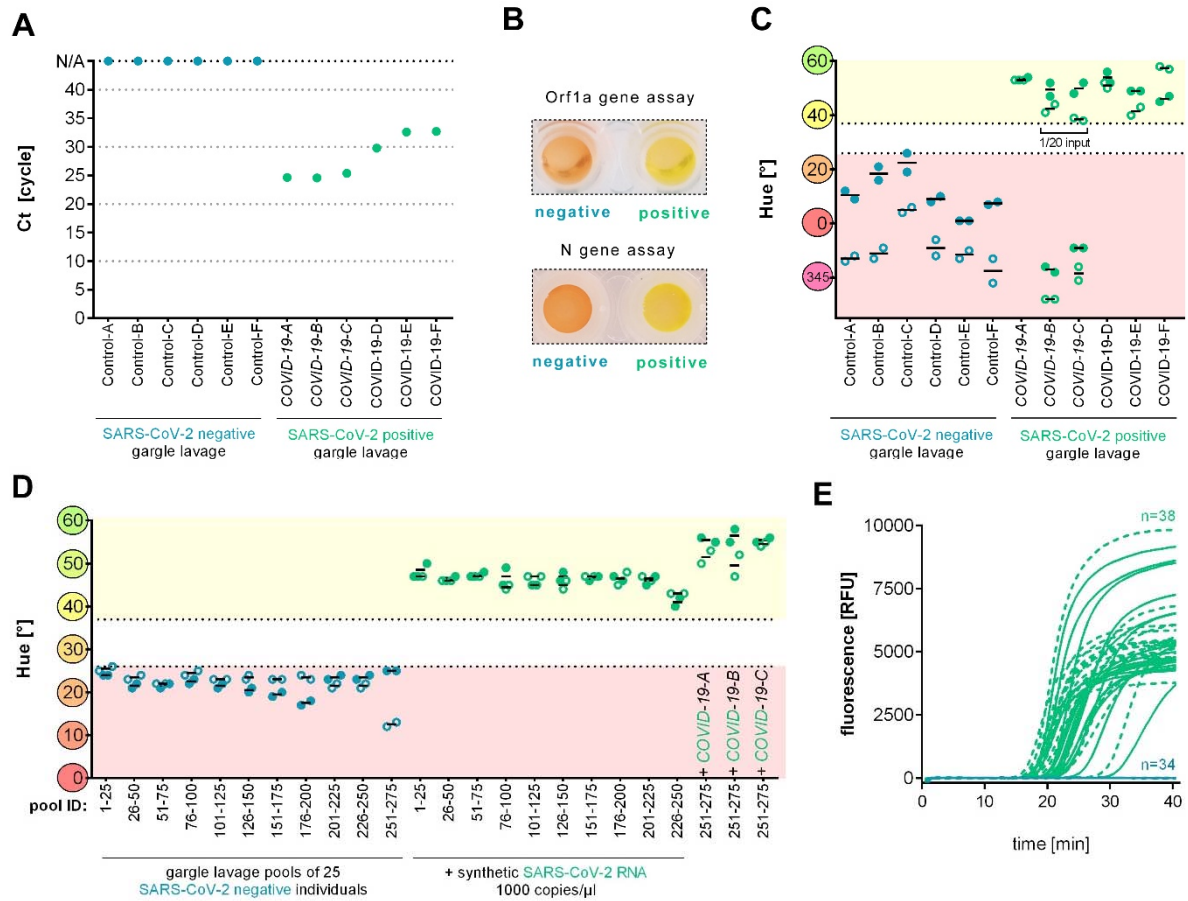 A
N/A
40
35
30
25
20
15
10
5
0
Ct [cycle]
Control-A
Control-B
Control-C
Control-D
Control-E
Control-F
COVID-19-A
COVID-19-B
COVID-19-C
COVID-19-D
COVID-19-E
COVID-19-F
SARS-CoV-2 negative
gargle lavage
SARS-CoV-2 positive
gargle lavage
B
Orf1a gene assay
negative positive
N gene assay
negative positive
C
60
40
20
0
345
Hue [°]
1/20 input
Control-A
Control-B
Control-C
Control-D
Control-E
Control-F
COVID-19-A
COVID-19-B
COVID-19-C
COVID-19-D
COVID-19-E
COVID-19-F
SARS-CoV-2 negative
gargle lavage
SARS-CoV-2 positive
gargle lavage
D
60
50
40
30
20
10
0
Hue [°]
pool ID:
1-25
26-50
51-75
76-100
101-125
126-150
151-175
176-200
201-225
226-250
251-275
1-25
26-50
51-75
76-100
101-125
126-150
151-175
176-200
201-225
226-250
251-275
251-275
251-275
+ COVID-19-A
+ COVID-19-B
+ COVID-19-C
gargle lavage pools of 25
SARS-CoV-2 negative individuals
+ synthetic SARS-CoV-2 RNA
1000 copies/µl
E
10000
7500
5000
2500
0
fluorescence [RFU]
n=38
n=34
0 10 20 30 40
time [min]